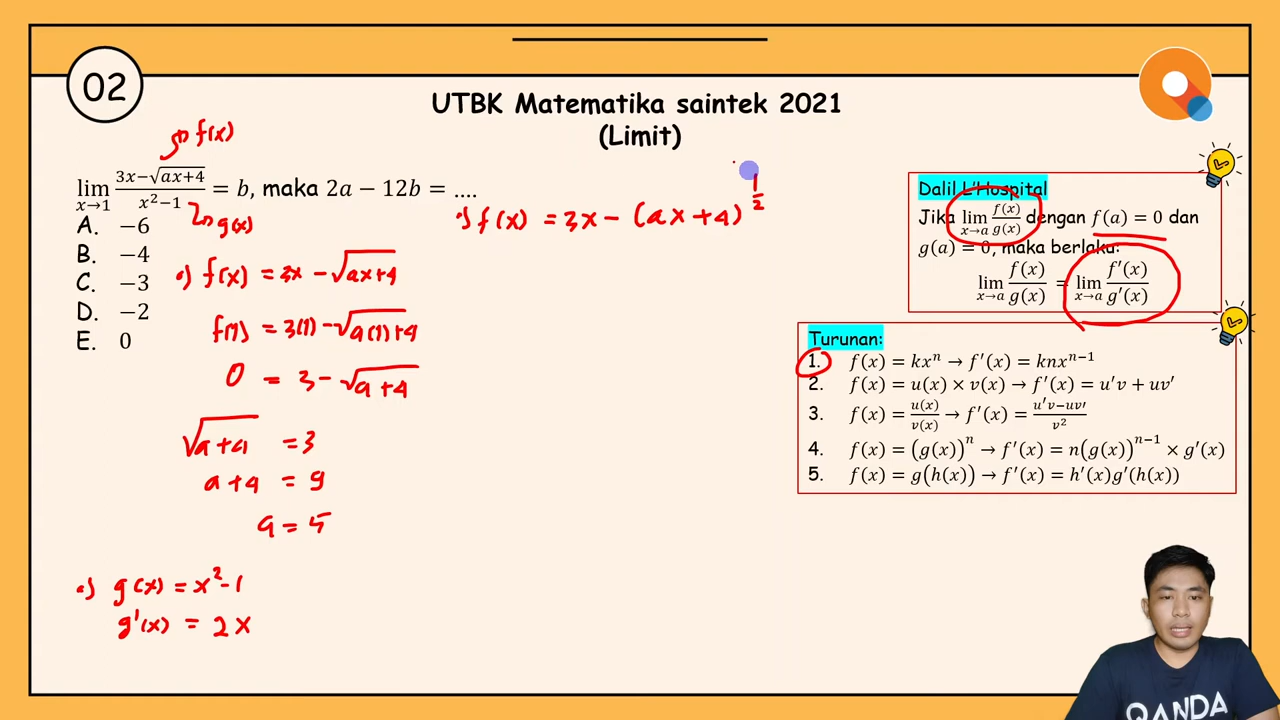 02
UTBK Matematika saintek 2021
(Limit)
f(x)
lim x→1 (3x−√(ax+4))/(x²−1) = b, maka 2a − 12b = ....
g(x)
A. −6
B. −4
C. −3
D. −2
E. 0
•) f(x) = 3x − √(ax+4)
f(1) = 3(1) − √(a(1)+4)
0 = 3 − √(a+4)
√(a+4) = 3
a+4 = 9
a = 5
•) g(x) = x² − 1
g'(x) = 2x
•) f(x) = 3x − (ax+4)^(1/2)
Dalil L'Hospital
Jika lim x→a f(x)/g(x) dengan f(a) = 0 dan
g(a) = 0, maka berlaku:
lim x→a f(x)/g(x) = lim x→a f′(x)/g′(x)
Turunan:
1. f(x) = kxⁿ → f′(x) = knxⁿ⁻¹
2. f(x) = u(x) × v(x) → f′(x) = u′v + uv′
3. f(x) = u(x)/v(x) → f′(x) = (u′v−uv′)/v²
4. f(x) = (g(x))ⁿ → f′(x) = n(g(x))ⁿ⁻¹ × g′(x)
5. f(x) = g(h(x)) → f′(x) = h′(x)g′(h(x))
QANDA